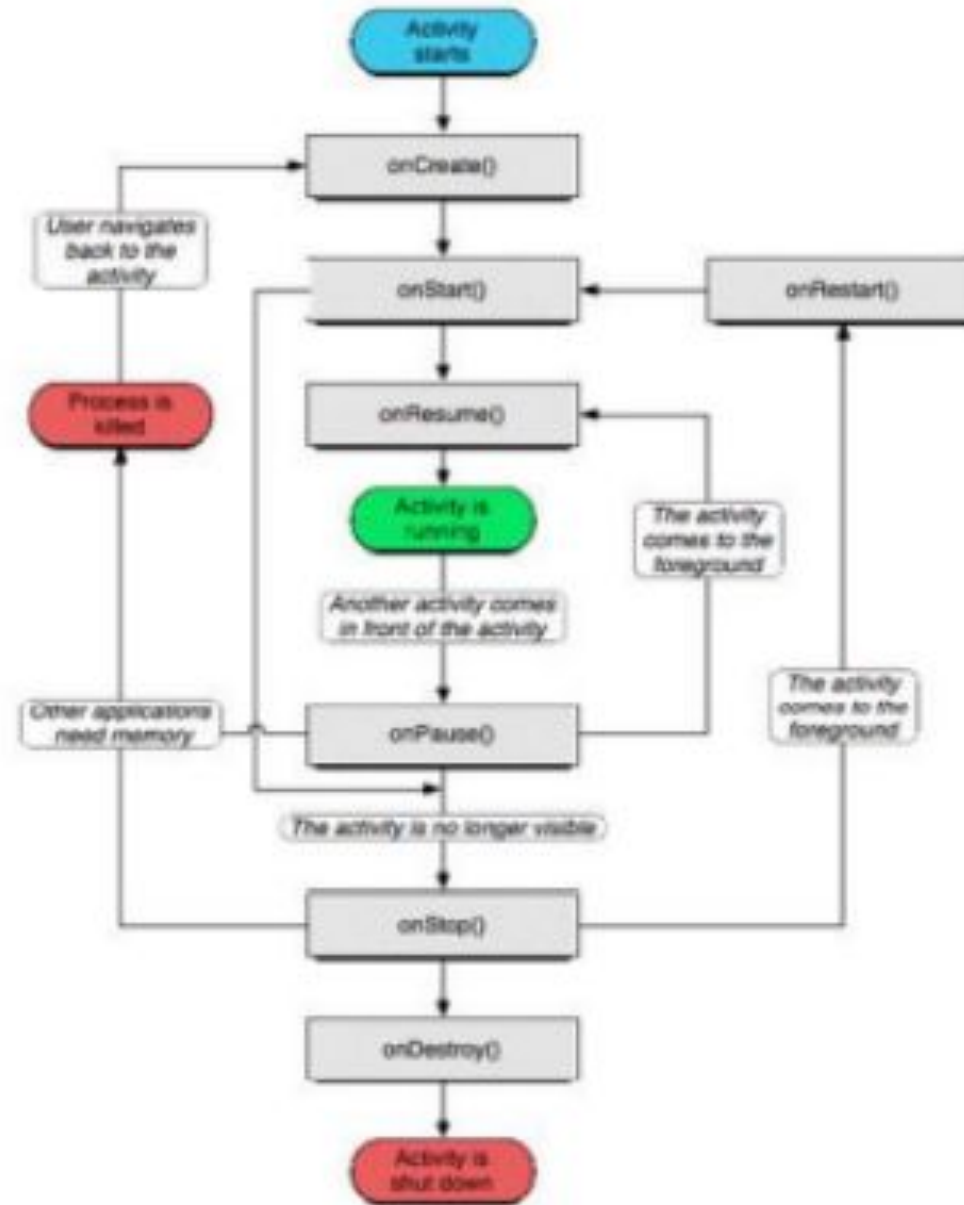 Activity
starts
onCreate()
User navigates
back to the
activity
onStart()
onRestart()
Process is
killed
onResume()
Activity is
running
The activity
comes to the
foreground
Another activity comes
in front of the activity
Other applications
need memory
onPause()
The activity
comes to the
foreground
The activity is no longer visible
onStop()
onDestroy()
Activity is
shut down